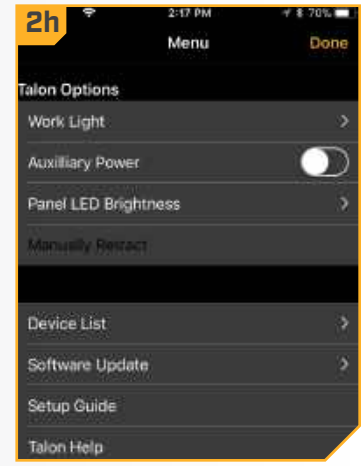 2h
2:17 PM 70%
Menu Done
Talon Options
Work Light
Auxilliary Power
Panel LED Brightness
Manually Retract
Device List
Software Update
Setup Guide
Talon Help